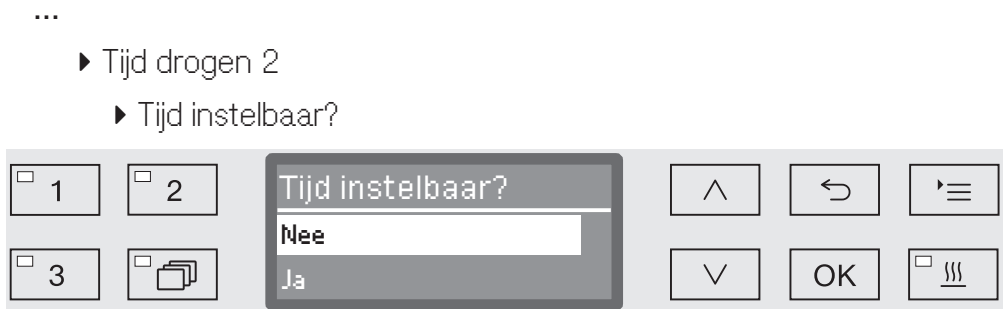 ...
▶ Tijd drogen 2
▶ Tijd instelbaar?
1 2 Tijd instelbaar?
Nee
3 Ja OK